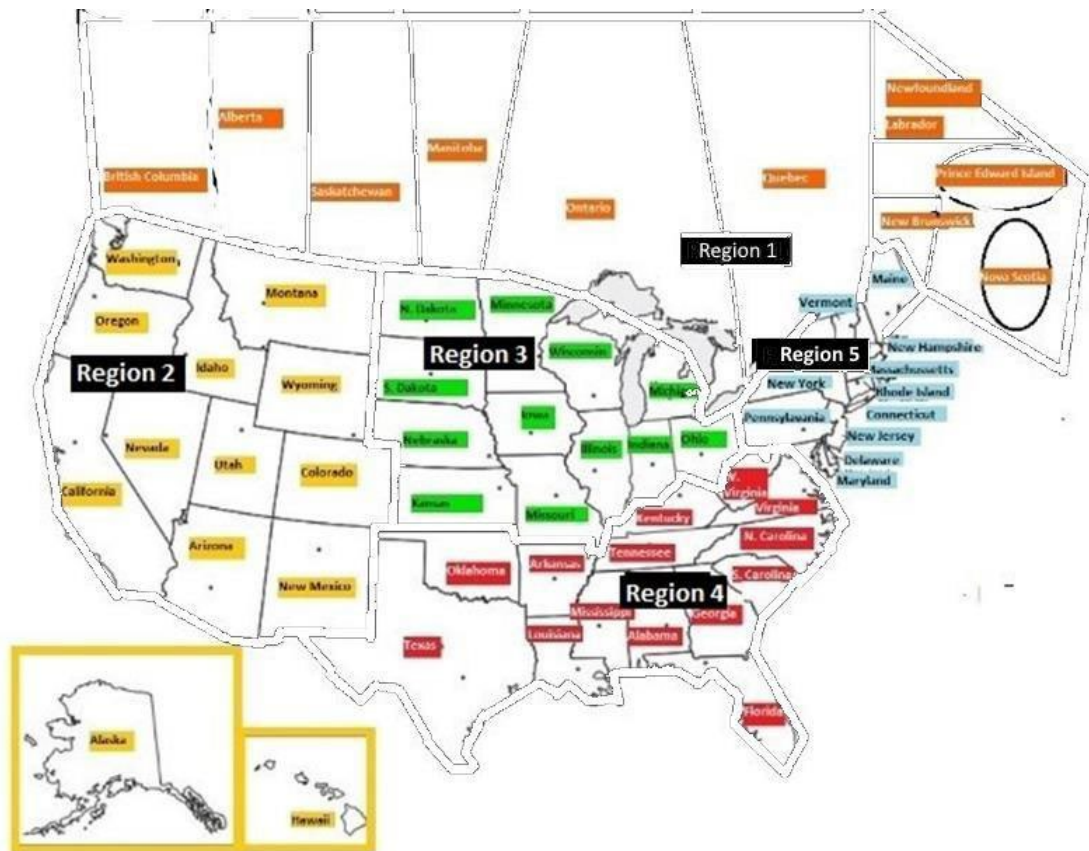 Newfoundland
Labrador
Alberta
Manitoba
British Columbia
Saskatchewan
Quebec
Prince Edward Island
Ontario
New Brunswick
Nova Scotia
Region 1
Washington
Montana
Oregon
Idaho
Wyoming
Region 2
Nevada
Utah
Colorado
California
Arizona
New Mexico
Alaska
Hawaii
N. Dakota
Minnesota
Wisconsin
Region 3
S. Dakota
Michig
Iowa
Nebraska
Illinois
Indiana
Ohio
Kansas
Missouri
Maine
Vermont
Region 5
New Hampshire
Massachusetts
New York
Rhode Island
Pennsylavania
Connecticut
New Jersey
Delaware
Maryland
V.
Virginia
Virginia
Kentucky
N. Carolina
Tennessee
Oklahoma
Arkansas
S. Carolina
Region 4
Mississippi
Georgia
Louisiana
Alabama
Texas
Florida